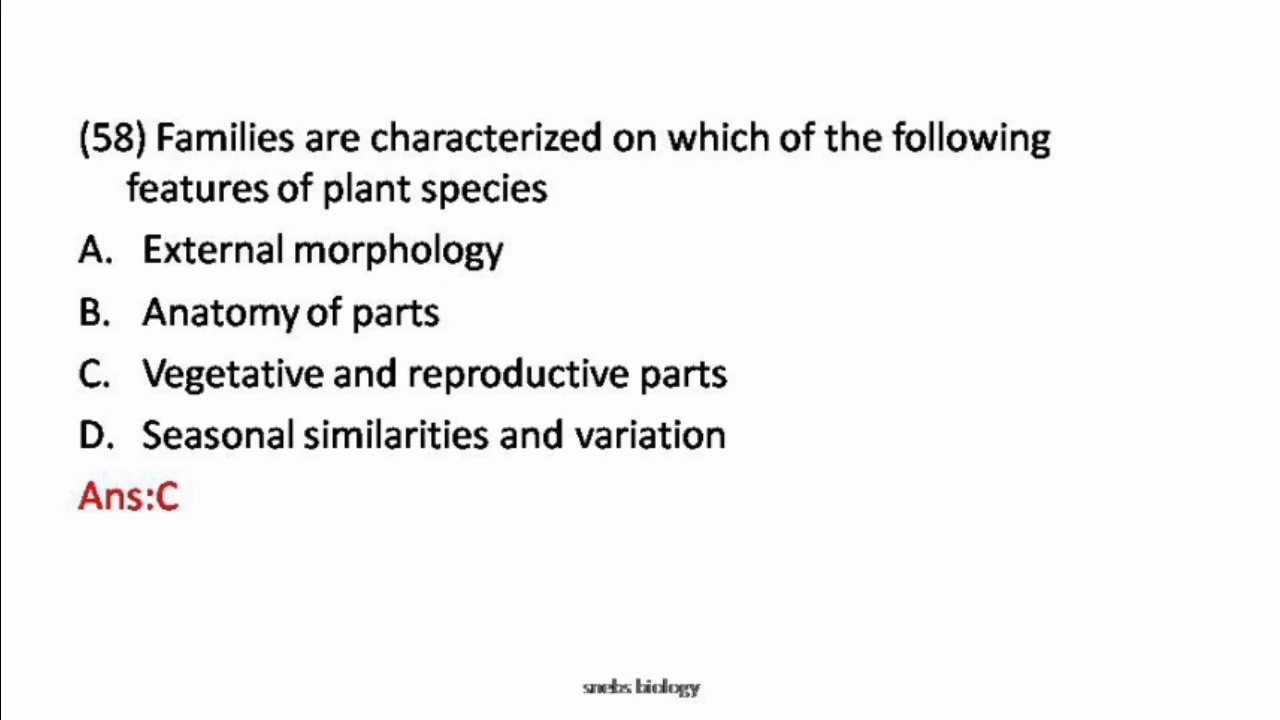 (58) Families are characterized on which of the following
features of plant species
A. External morphology
B. Anatomy of parts
C. Vegetative and reproductive parts
D. Seasonal similarities and variation
Ans:C
snebs biology